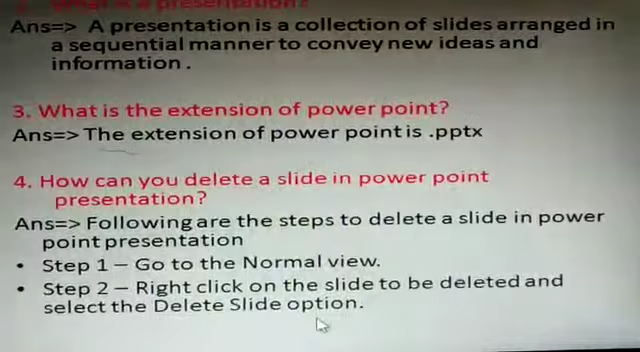 2. What is a presentation?
Ans=> A presentation is a collection of slides arranged in
a sequential manner to convey new ideas and
information .
3. What is the extension of power point?
Ans=> The extension of power point is .pptx
4. How can you delete a slide in power point
presentation?
Ans=> Following are the steps to delete a slide in power
point presentation
• Step 1 – Go to the Normal view.
• Step 2 – Right click on the slide to be deleted and
select the Delete Slide option.